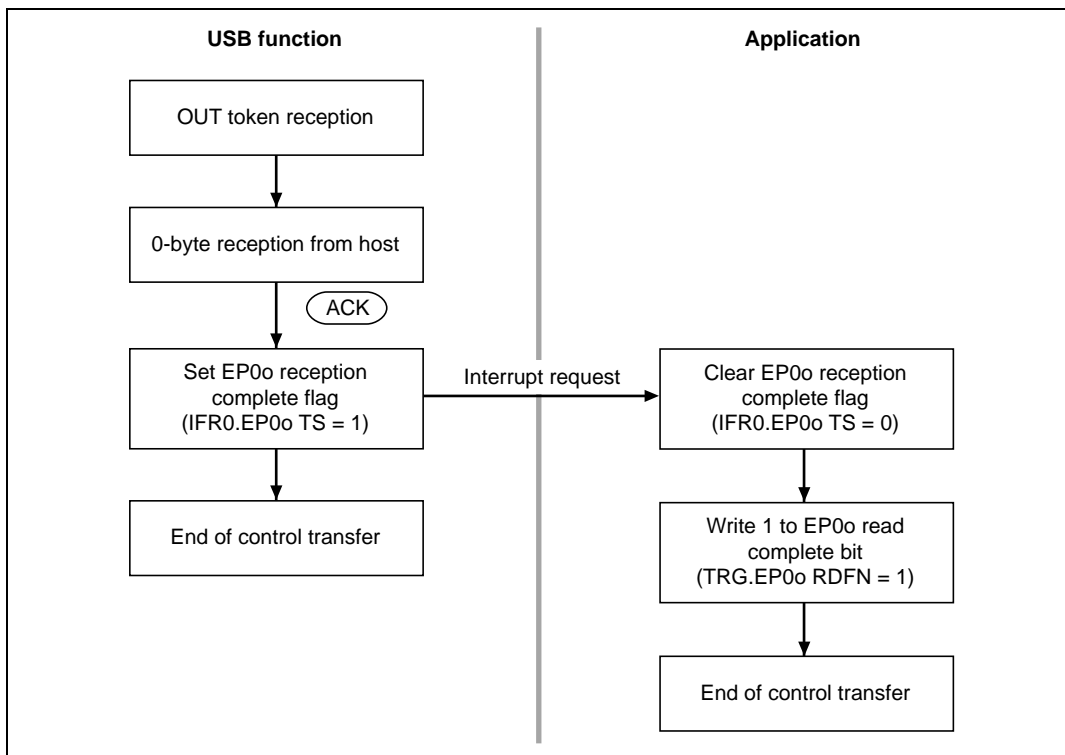 USB function
Application
OUT token reception
0-byte reception from host
ACK
Set EP0o reception
complete flag
(IFR0.EP0o TS = 1)
Interrupt request
Clear EP0o reception
complete flag
(IFR0.EP0o TS = 0)
End of control transfer
Write 1 to EP0o read
complete bit
(TRG.EP0o RDFN = 1)
End of control transfer